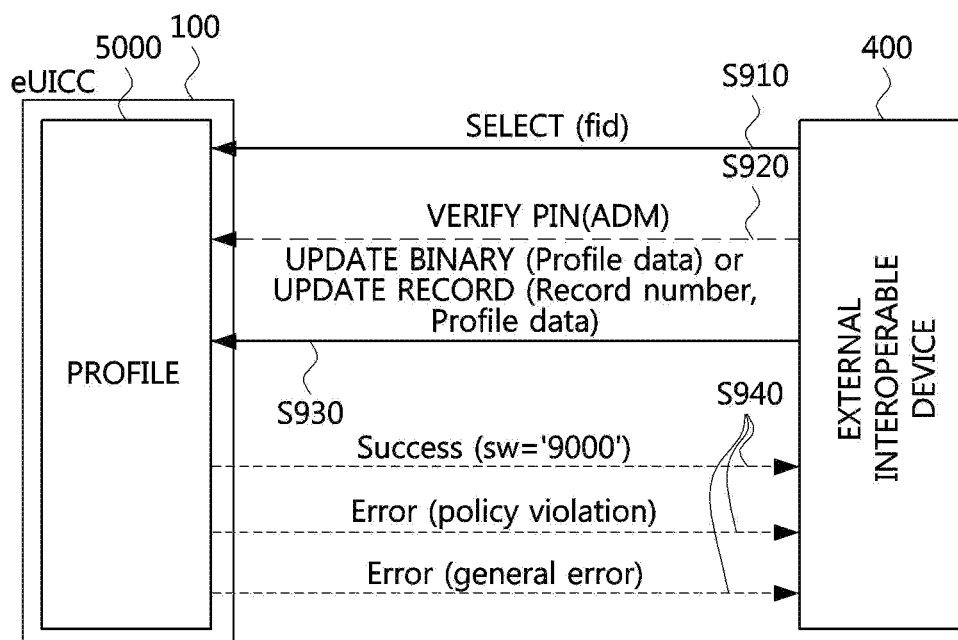 5000
100
400
eUICC
S910
SELECT (fid)
S920
VERIFY PIN(ADM)
UPDATE BINARY (Profile data) or
UPDATE RECORD (Record number,
Profile data)
PROFILE
EXTERNAL
INTEROPERABLE
DEVICE
S930
S940
Success (sw='9000')
Error (policy violation)
Error (general error)